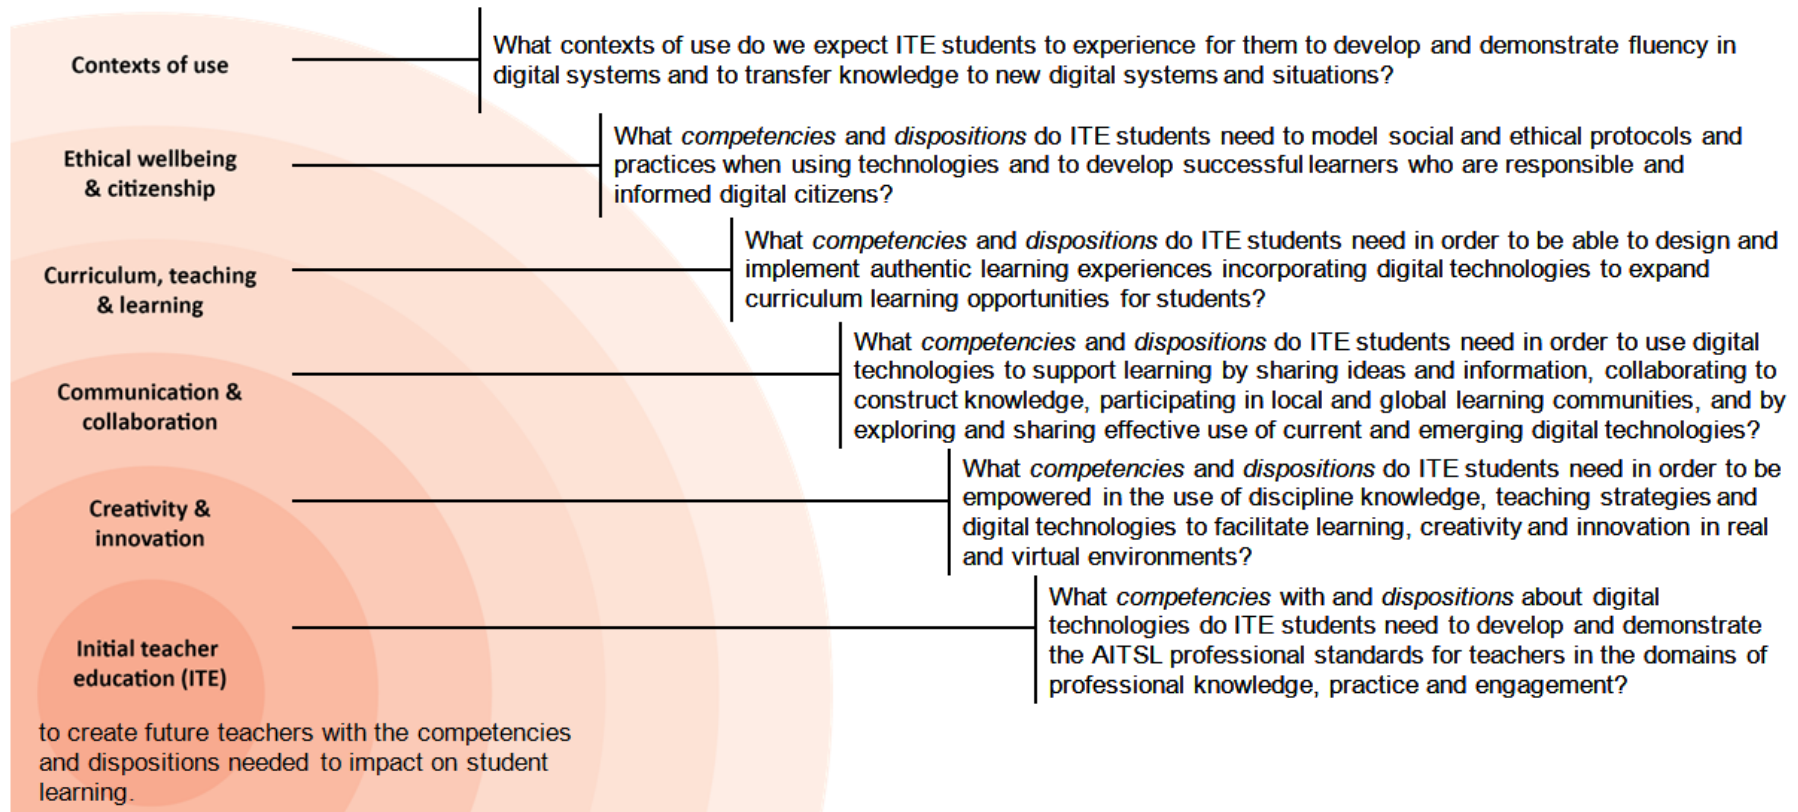 Contexts of use
What contexts of use do we expect ITE students to experience for them to develop and demonstrate fluency in
digital systems and to transfer knowledge to new digital systems and situations?
Ethical wellbeing
& citizenship
What competencies and dispositions do ITE students need to model social and ethical protocols and
practices when using technologies and to develop successful learners who are responsible and
informed digital citizens?
Curriculum, teaching
& learning
What competencies and dispositions do ITE students need in order to be able to design and
implement authentic learning experiences incorporating digital technologies to expand
curriculum learning opportunities for students?
Communication &
collaboration
What competencies and dispositions do ITE students need in order to use digital
technologies to support learning by sharing ideas and information, collaborating to
construct knowledge, participating in local and global learning communities, and by
exploring and sharing effective use of current and emerging digital technologies?
Creativity &
innovation
What competencies and dispositions do ITE students need in order to be
empowered in the use of discipline knowledge, teaching strategies and
digital technologies to facilitate learning, creativity and innovation in real
and virtual environments?
Initial teacher
education (ITE)
What competencies with and dispositions about digital
technologies do ITE students need to develop and demonstrate
the AITSL professional standards for teachers in the domains of
professional knowledge, practice and engagement?
to create future teachers with the competencies
and dispositions needed to impact on student
learning.